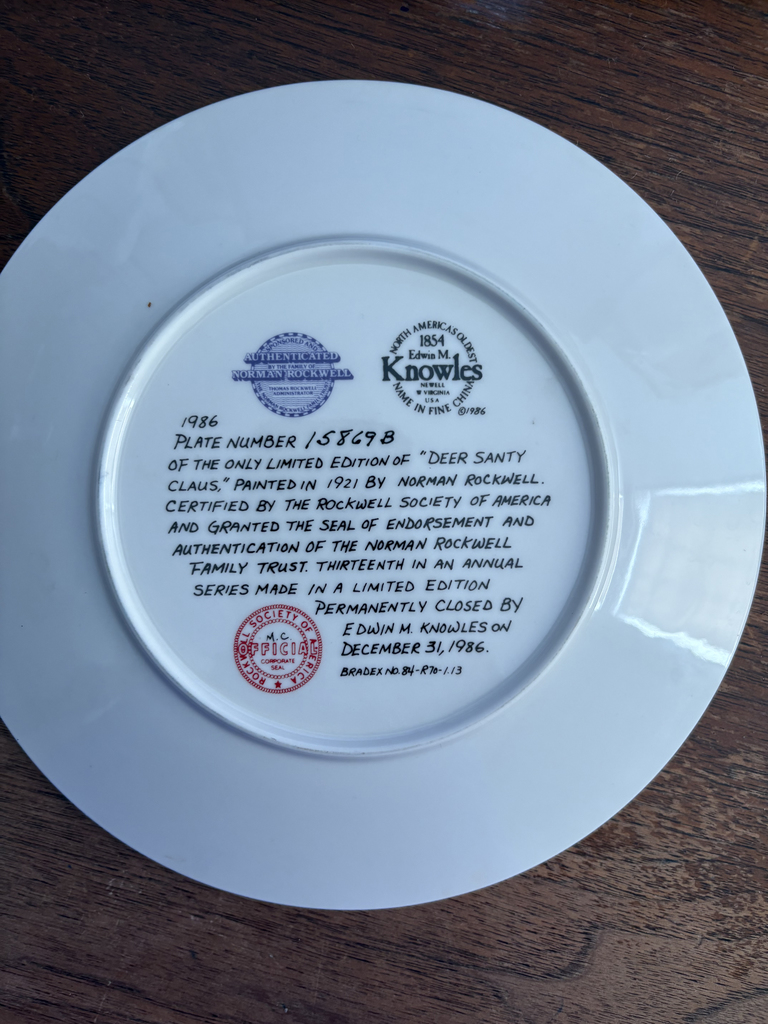 SPONSORED AND
AUTHENTICATED
BY THE FAMILY OF
NORMAN ROCKWELL
THOMAS ROCKWELL
ADMINISTRATOR
NORTH AMERICA'S OLDEST
1854
Edwin M.
Knowles
NEWELL
W VIRGINIA
USA
NAME IN FINE CHINA
©1986
1986
PLATE NUMBER 15869B
OF THE ONLY LIMITED EDITION OF "DEER SANTY
CLAUS," PAINTED IN 1921 BY NORMAN ROCKWELL.
CERTIFIED BY THE ROCKWELL SOCIETY OF AMERICA
AND GRANTED THE SEAL OF ENDORSEMENT AND
AUTHENTICATION OF THE NORMAN ROCKWELL
FAMILY TRUST. THIRTEENTH IN AN ANNUAL
SERIES MADE IN A LIMITED EDITION
PERMANENTLY CLOSED BY
EDWIN M. KNOWLES ON
DECEMBER 31, 1986.
BRADEX NO. 84-R70-1.13
ROCKWELL SOCIETY OF AMERICA
M.C.
OFFICIAL
CORPORATE
SEAL